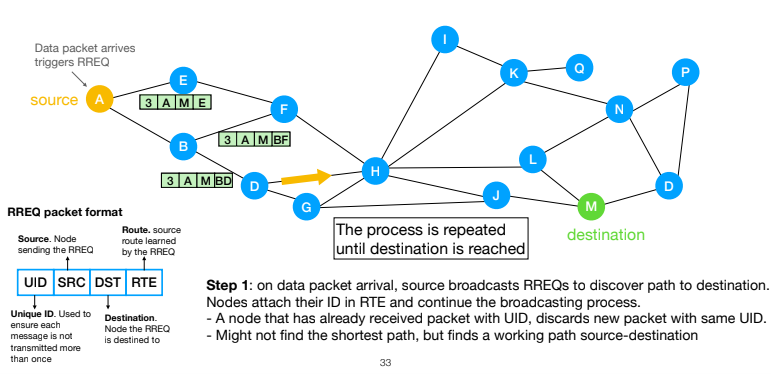 Data packet arrives
triggers RREQ
source
A
E
3 A M E
B
F
3 A M BF
3 A M BD
D
G
H
I
K
Q
P
N
L
J
M
D
destination
The process is repeated
until destination is reached
RREQ packet format
Source. Node
sending the RREQ
Route. source
route learned
by the RREQ
UID SRC DST RTE
Unique ID. Used to
ensure each
message is not
transmitted more
than once
Destination.
Node the RREQ
is destined to
Step 1: on data packet arrival, source broadcasts RREQs to discover path to destination.
Nodes attach their ID in RTE and continue the broadcasting process.
- A node that has already received packet with UID, discards new packet with same UID.
- Might not find the shortest path, but finds a working path source-destination
33